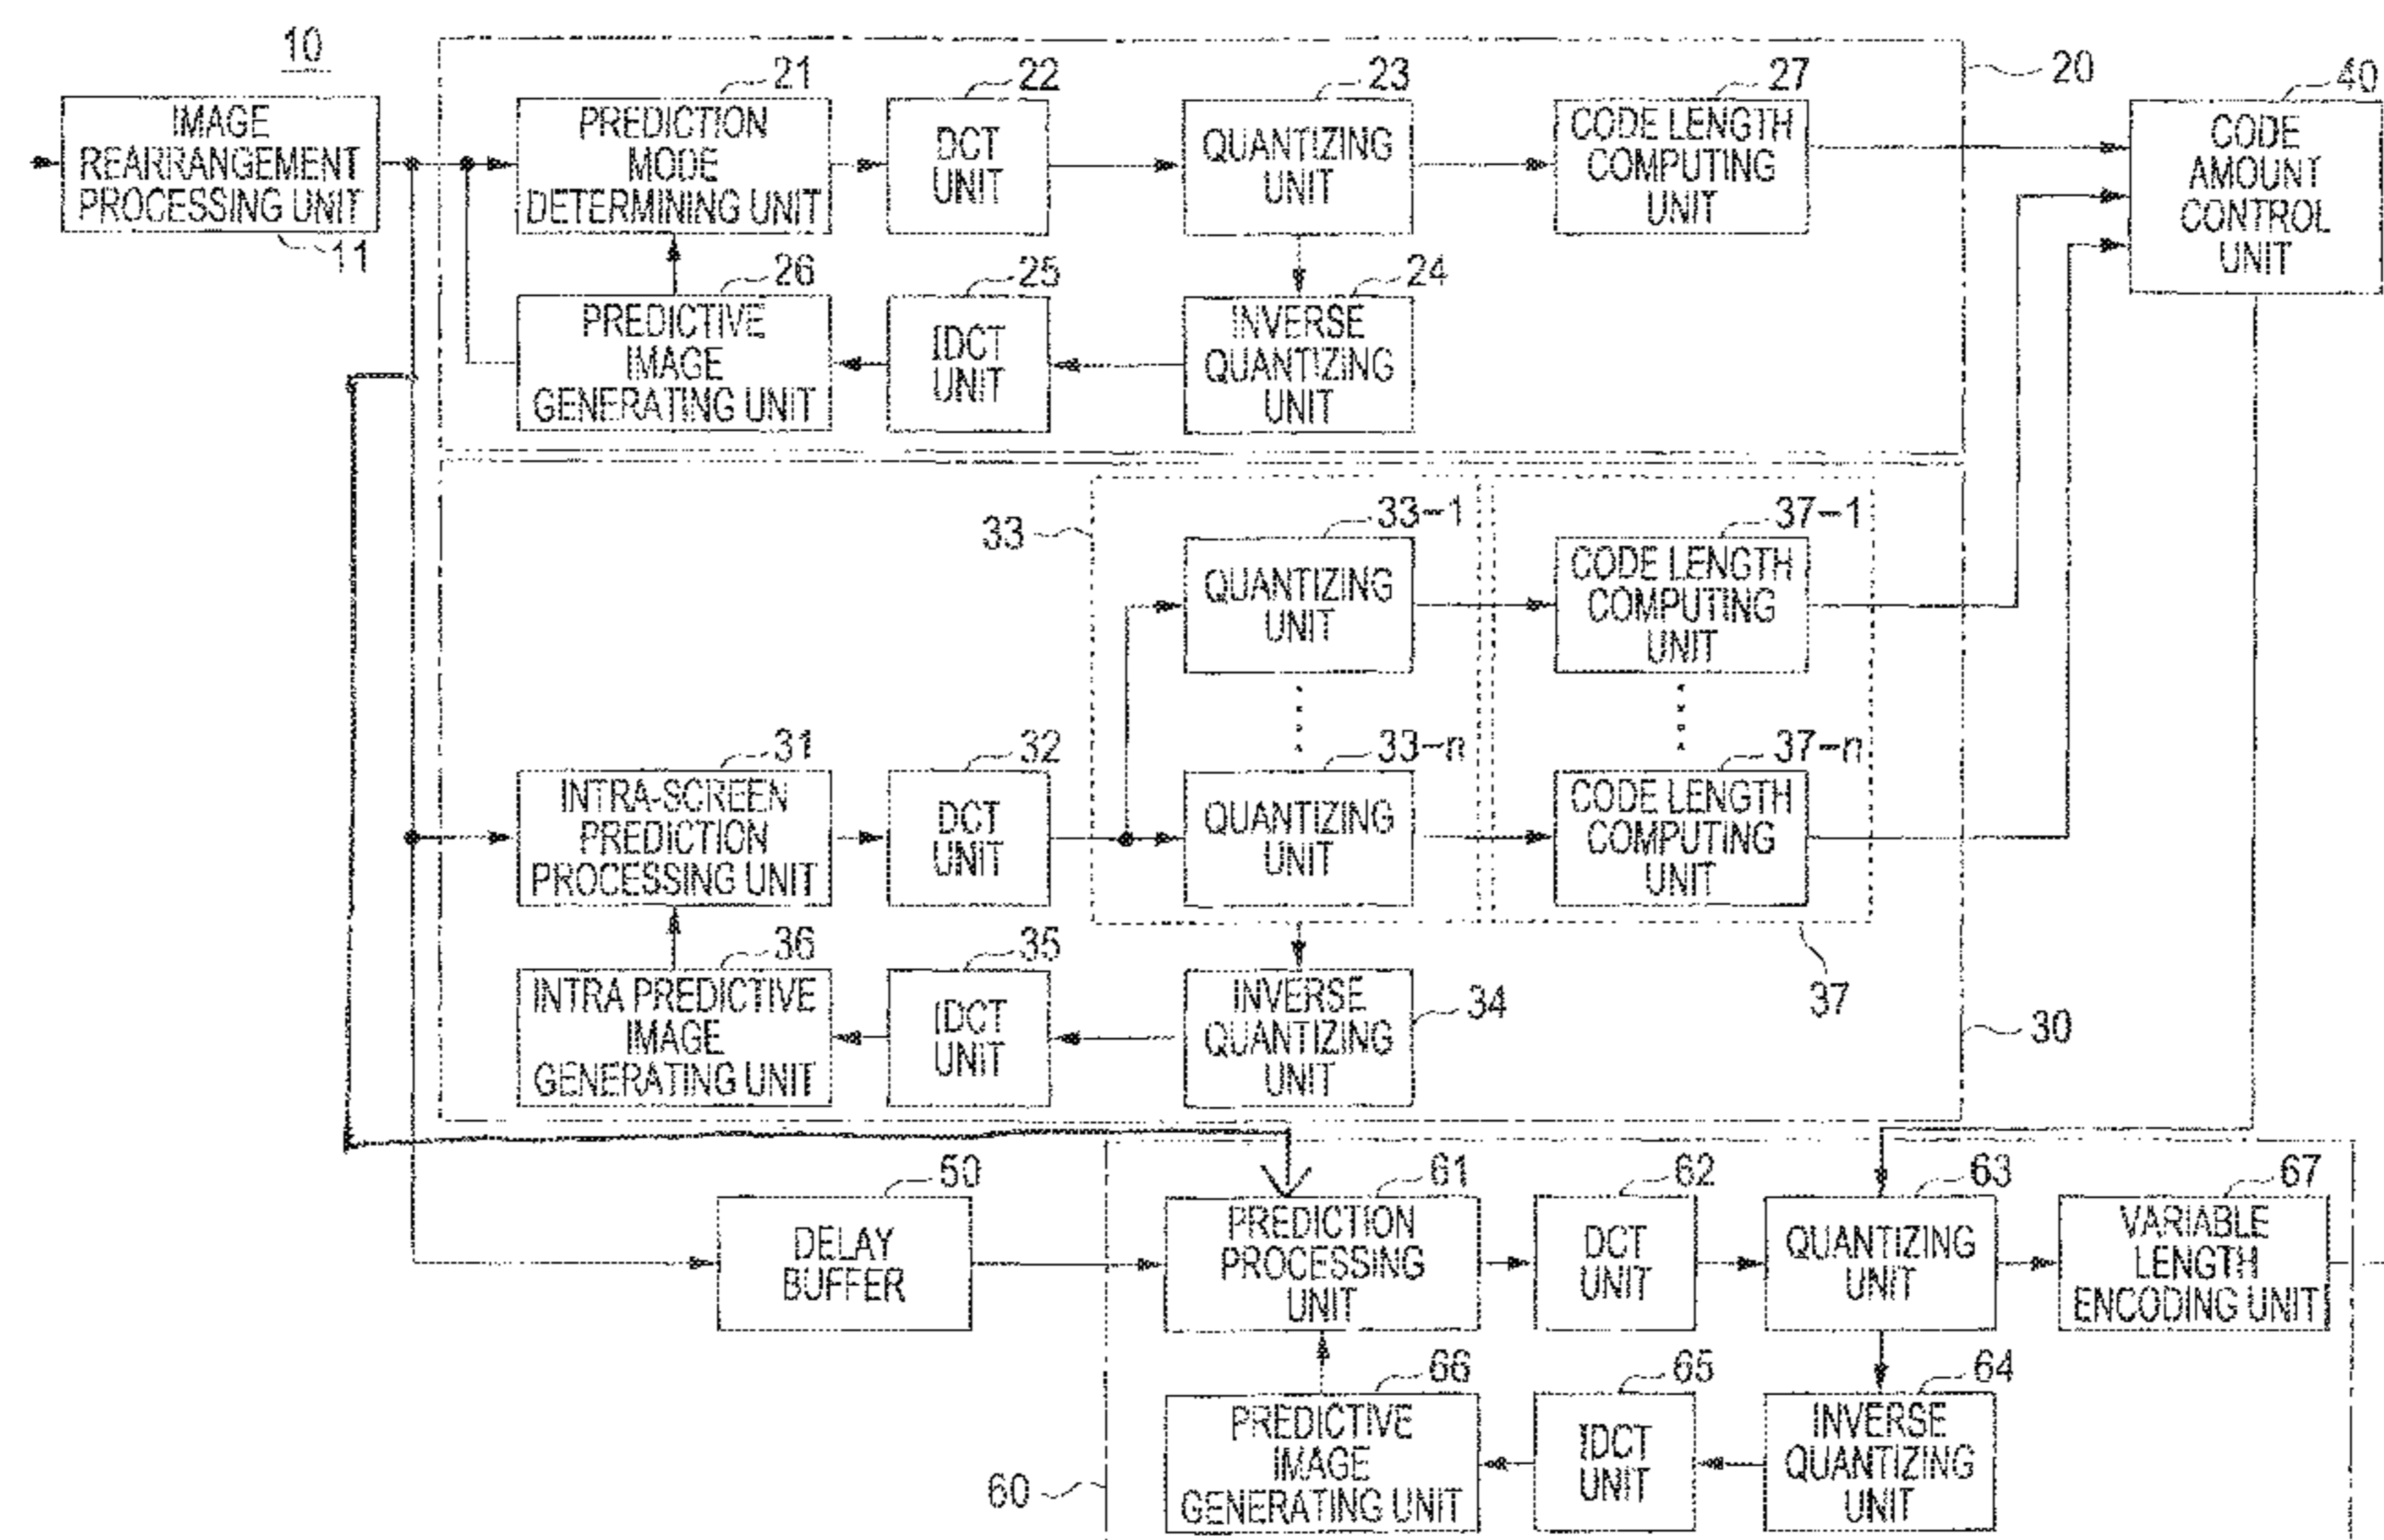 10
IMAGE
REARRANGEMENT
PROCESSING UNIT
11
20
21
PREDICTION
MODE
DETERMINING UNIT
22
DCT
UNIT
23
QUANTIZING
UNIT
27
CODE LENGTH
COMPUTING
UNIT
40
CODE
AMOUNT
CONTROL
UNIT
26
PREDICTIVE
IMAGE
GENERATING UNIT
25
IDCT
UNIT
24
INVERSE
QUANTIZING
UNIT
33
33-1
QUANTIZING
UNIT
37-1
CODE LENGTH
COMPUTING
UNIT
31
INTRA-SCREEN
PREDICTION
PROCESSING UNIT
32
DCT
UNIT
33-n
QUANTIZING
UNIT
37-n
CODE LENGTH
COMPUTING
UNIT
36
INTRA PREDICTIVE
IMAGE
GENERATING UNIT
35
IDCT
UNIT
INVERSE
QUANTIZING
UNIT
34
37
30
50
DELAY
BUFFER
61
PREDICTION
PROCESSING
UNIT
62
DCT
UNIT
63
QUANTIZING
UNIT
67
VARIABLE
LENGTH
ENCODING UNIT
60
66
PREDICTIVE
IMAGE
GENERATING UNIT
65
IDCT
UNIT
64
INVERSE
QUANTIZING
UNIT